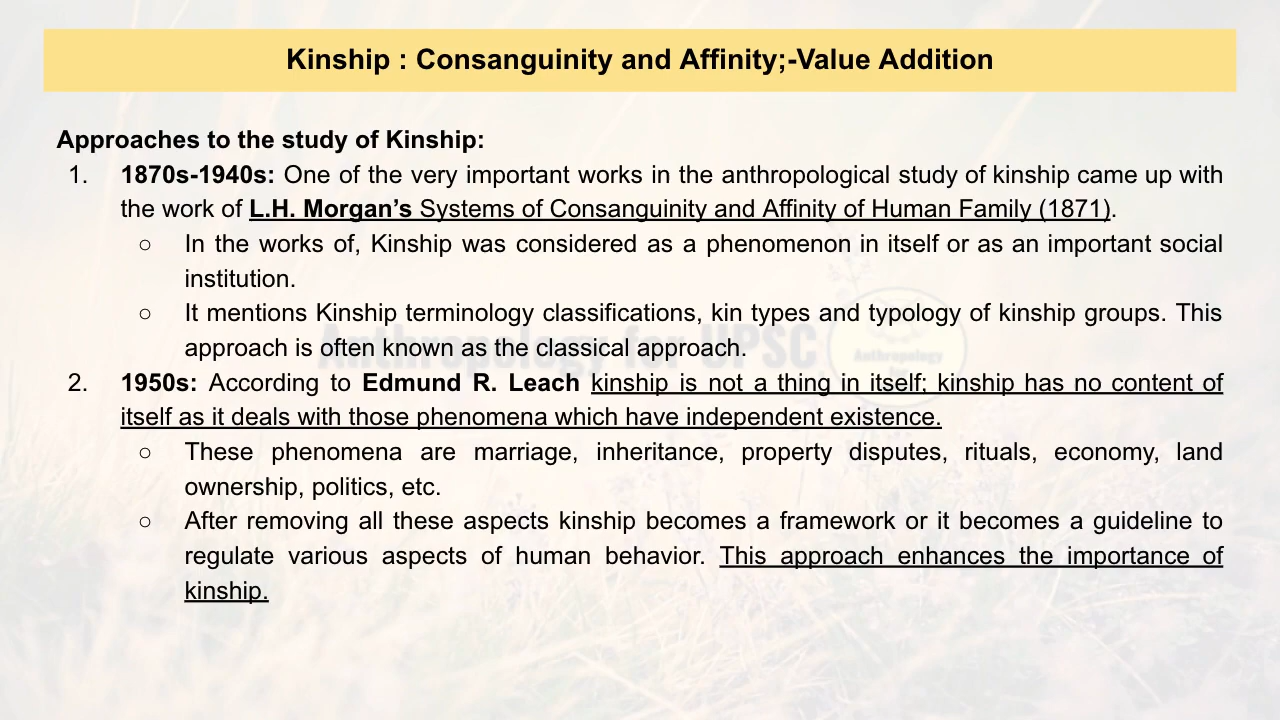 Kinship : Consanguinity and Affinity;-Value Addition
Approaches to the study of Kinship:
1. 1870s-1940s: One of the very important works in the anthropological study of kinship came up with
the work of L.H. Morgan’s Systems of Consanguinity and Affinity of Human Family (1871).
○ In the works of, Kinship was considered as a phenomenon in itself or as an important social
institution.
○ It mentions Kinship terminology classifications, kin types and typology of kinship groups. This
Anthropology for UPSC
Anthropology
approach is often known as the classical approach.
2. 1950s: According to Edmund R. Leach kinship is not a thing in itself; kinship has no content of
itself as it deals with those phenomena which have independent existence.
○ These phenomena are marriage, inheritance, property disputes, rituals, economy, land
ownership, politics, etc.
○ After removing all these aspects kinship becomes a framework or it becomes a guideline to
regulate various aspects of human behavior. This approach enhances the importance of
kinship.